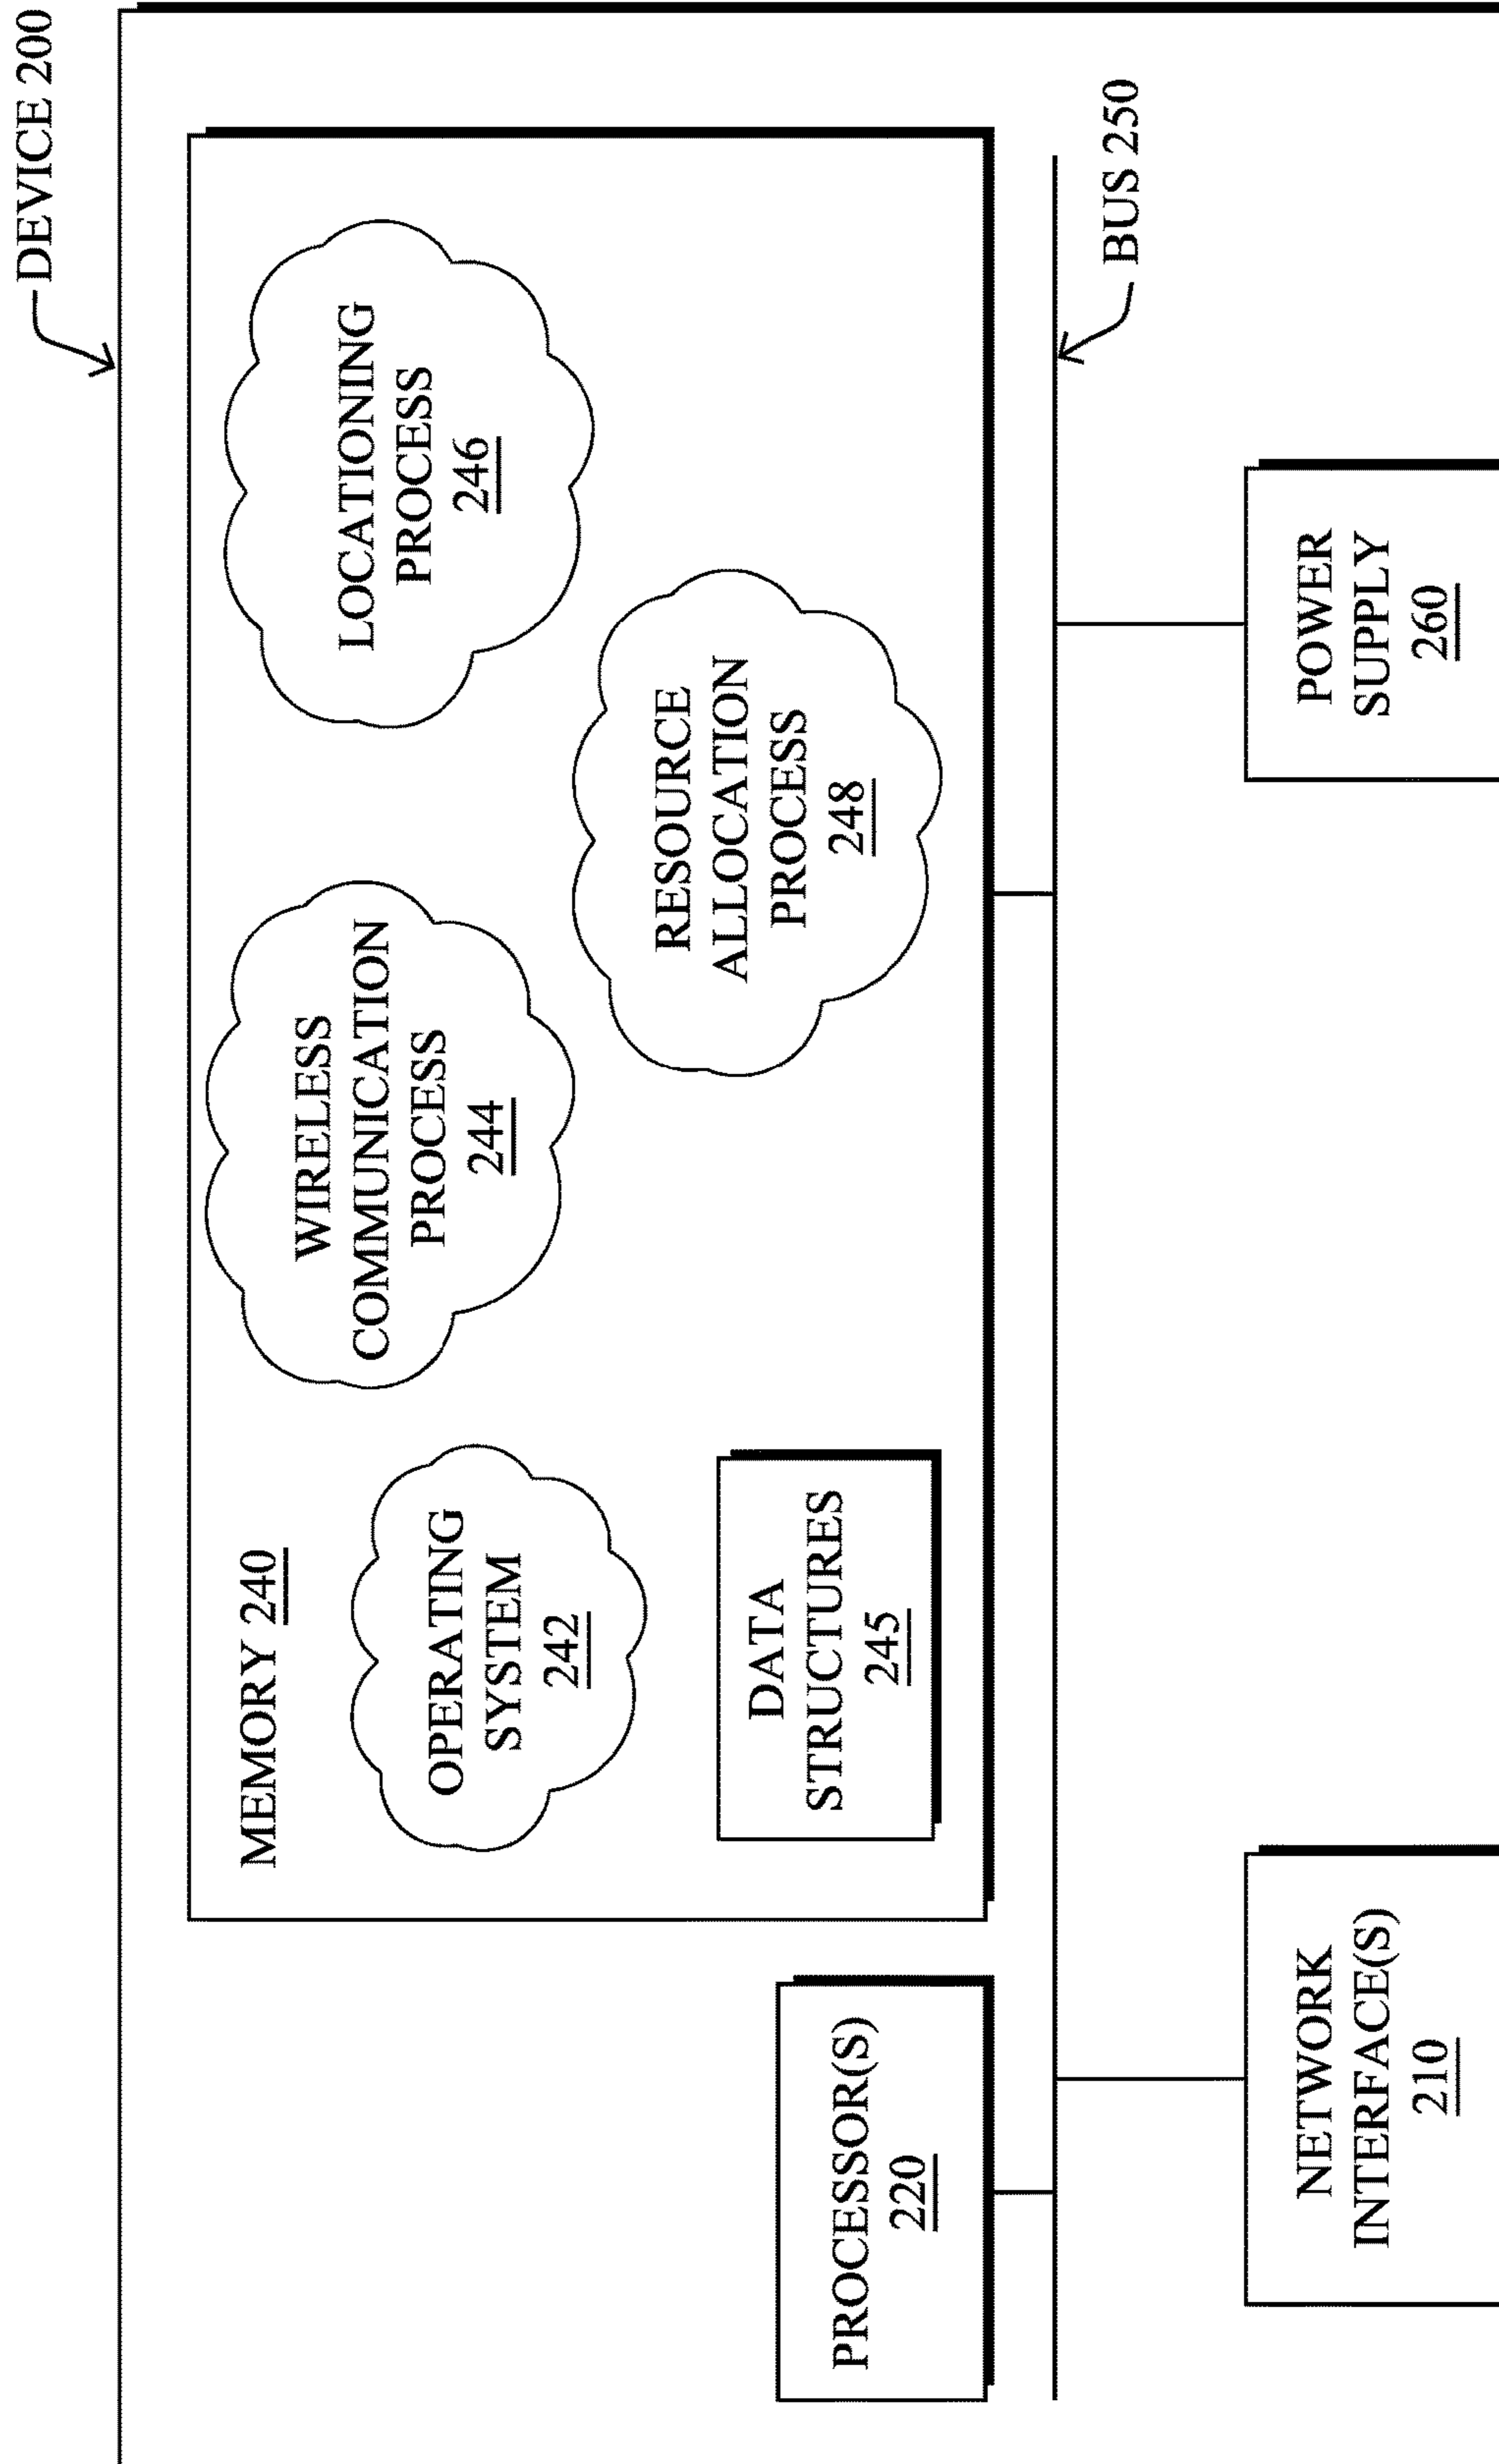 DEVICE 200
MEMORY 240
OPERATING
SYSTEM
242
WIRELESS
COMMUNICATION
PROCESS
244
LOCATIONING
PROCESS
246
DATA
STRUCTURES
245
RESOURCE
ALLOCATION
PROCESS
248
PROCESSOR(S)
220
BUS 250
NETWORK
INTERFACE(S)
210
POWER
SUPPLY
260